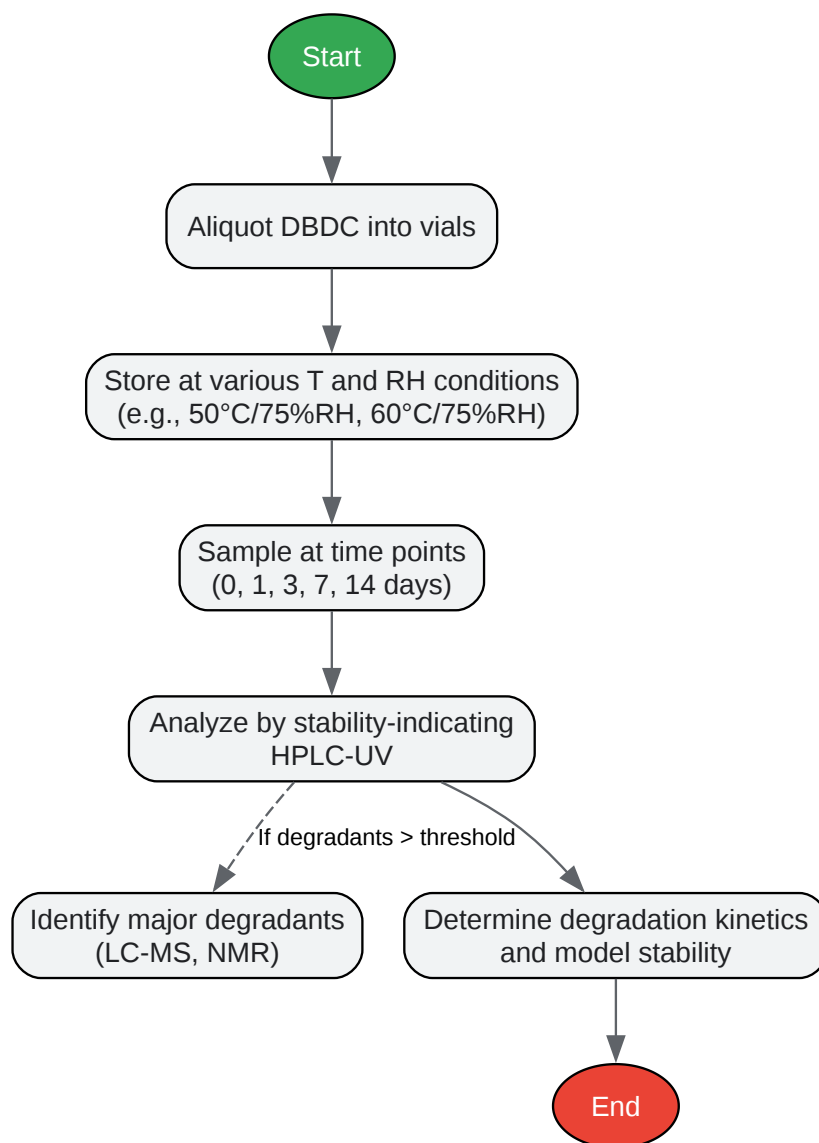 Start
Aliquot DBDC into vials
Store at various T and RH conditions
(e.g., 50°C/75%RH, 60°C/75%RH)
Sample at time points
(0, 1, 3, 7, 14 days)
Analyze by stability-indicating
HPLC-UV
If degradants > threshold
Identify major degradants
(LC-MS, NMR)
Determine degradation kinetics
and model stability
End